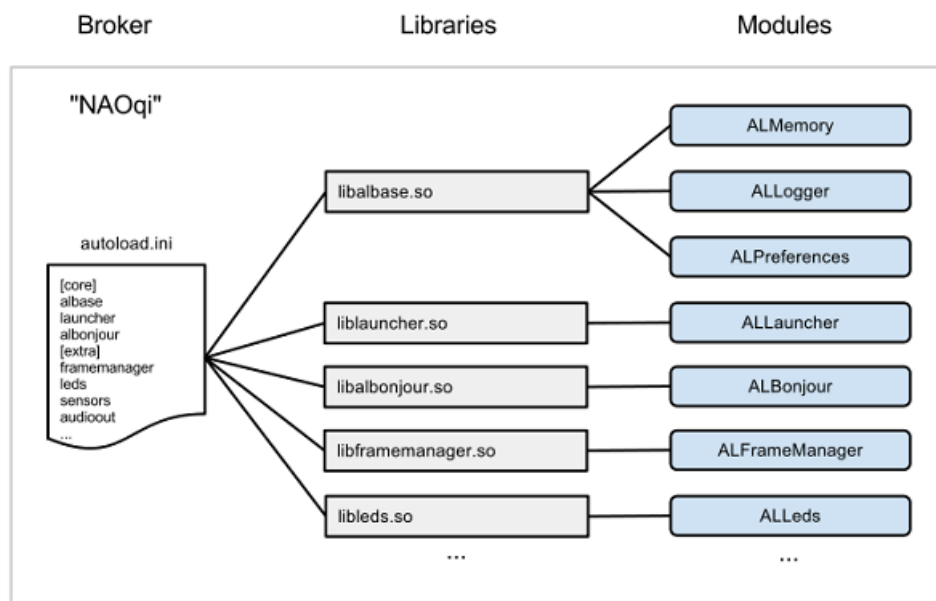 Broker
Libraries
Modules
"NAOqi"
autoload.ini
[core]
albase
launcher
albonjour
[extra]
framemanager
leds
sensors
audioout
...
libalbase.so
liblauncher.so
libalbonjour.so
libframemanager.so
libleds.so
...
ALMemory
ALLogger
ALPreferences
ALLauncher
ALBonjour
ALFrameManager
ALLeds
...